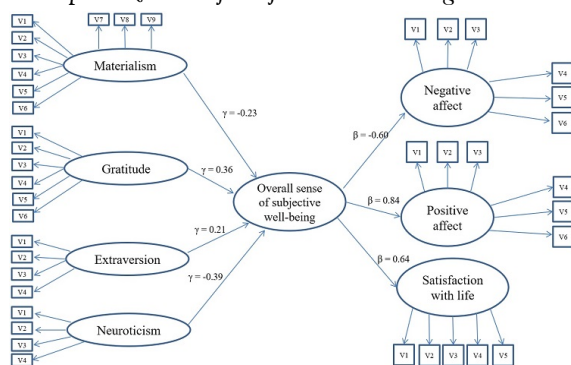 V1
V2
V3
V4
V5
V6
V7
V8
V9
Materialism
γ = -0.23
V1
V2
V3
V4
V5
V6
Gratitude
γ = 0.36
V1
V2
V3
V4
Extraversion
γ = 0.21
V1
V2
V3
V4
Neuroticism
γ = -0.39
Overall sense
of subjective
well-being
β = -0.60
V1
V2
V3
Negative
affect
V4
V5
V6
β = 0.84
V1
V2
V3
Positive
affect
V4
V5
V6
β = 0.64
Satisfaction
with life
V1
V2
V3
V4
V5